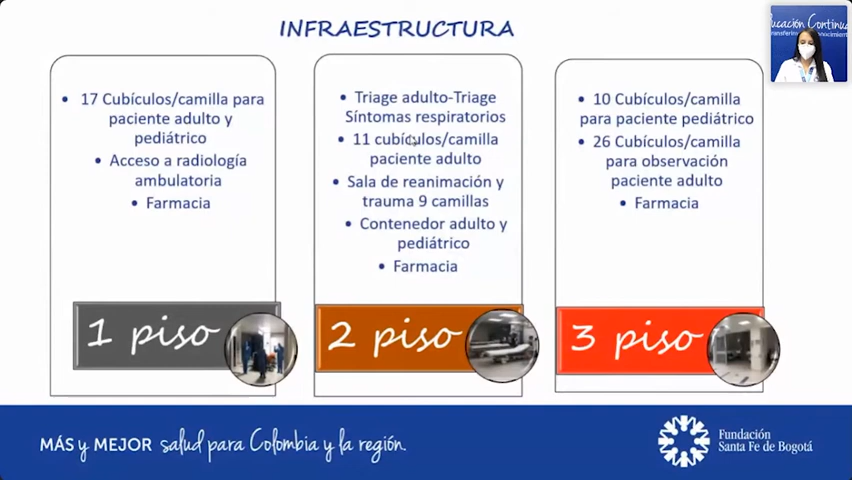 INFRAESTRUCTURA
• 17 Cubículos/camilla para
paciente adulto y
pediátrico
• Acceso a radiología
ambulatoria
• Farmacia
1 piso
• Triage adulto-Triage
Síntomas respiratorios
• 11 cubículos/camilla
paciente adulto
• Sala de reanimación y
trauma 9 camillas
• Contenedor adulto y
pediátrico
• Farmacia
2 piso
• 10 Cubículos/camilla
para paciente pediátrico
• 26 Cubículos/camilla
para observación
paciente adulto
• Farmacia
3 piso
MÁS y MEJOR salud para Colombia y la región.
Fundación
Santa Fe de Bogotá